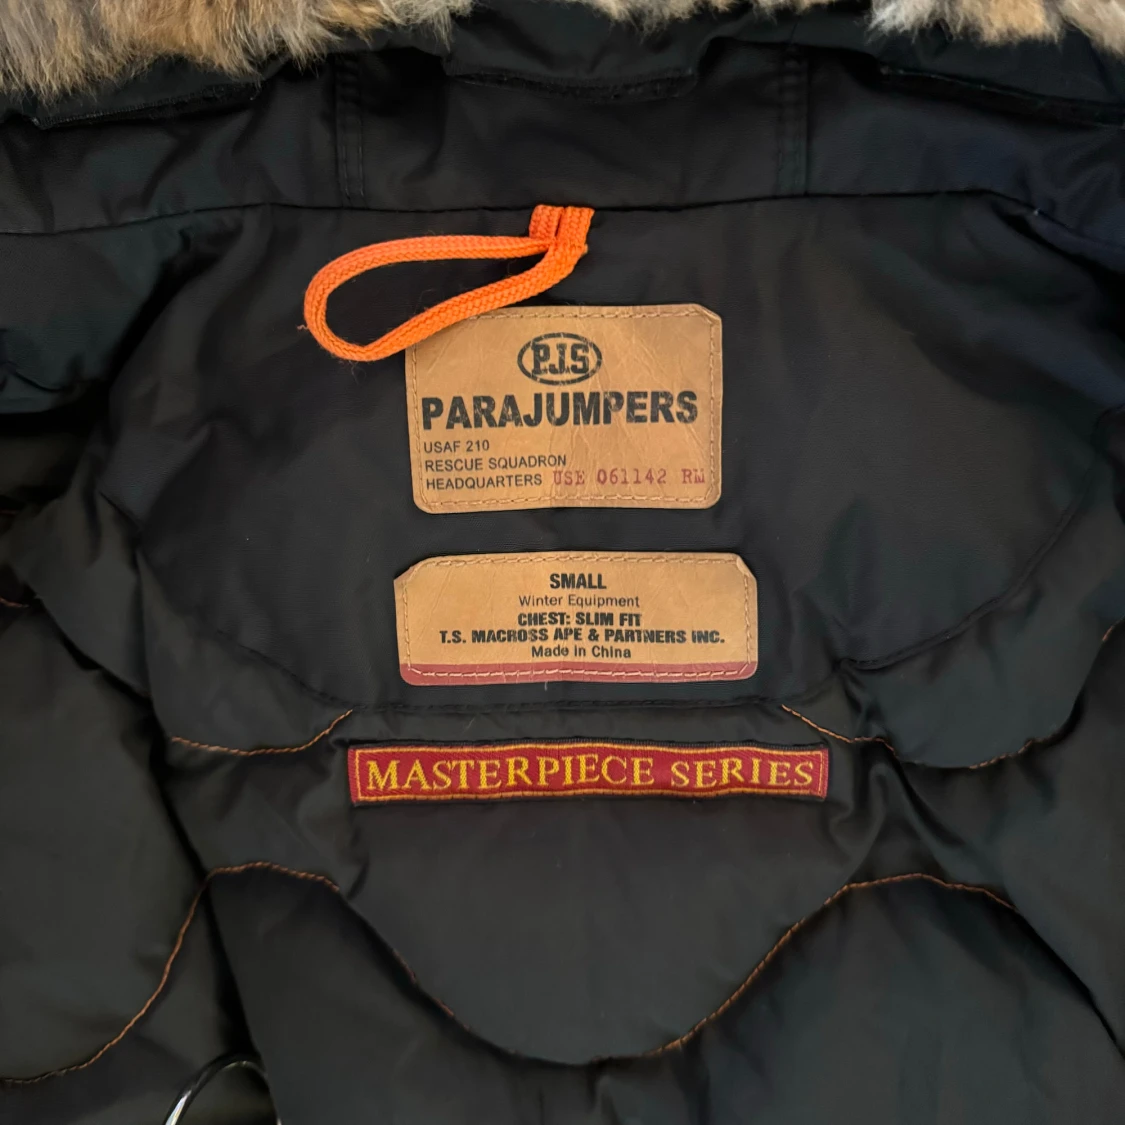 PJS
PARAJUMPERS
USAF 210
RESCUE SQUADRON
HEADQUARTERS USE 061142 RW
SMALL
Winter Equipment
CHEST: SLIM FIT
T.S. MACROSS APE & PARTNERS INC.
Made in China
MASTERPIECE SERIES